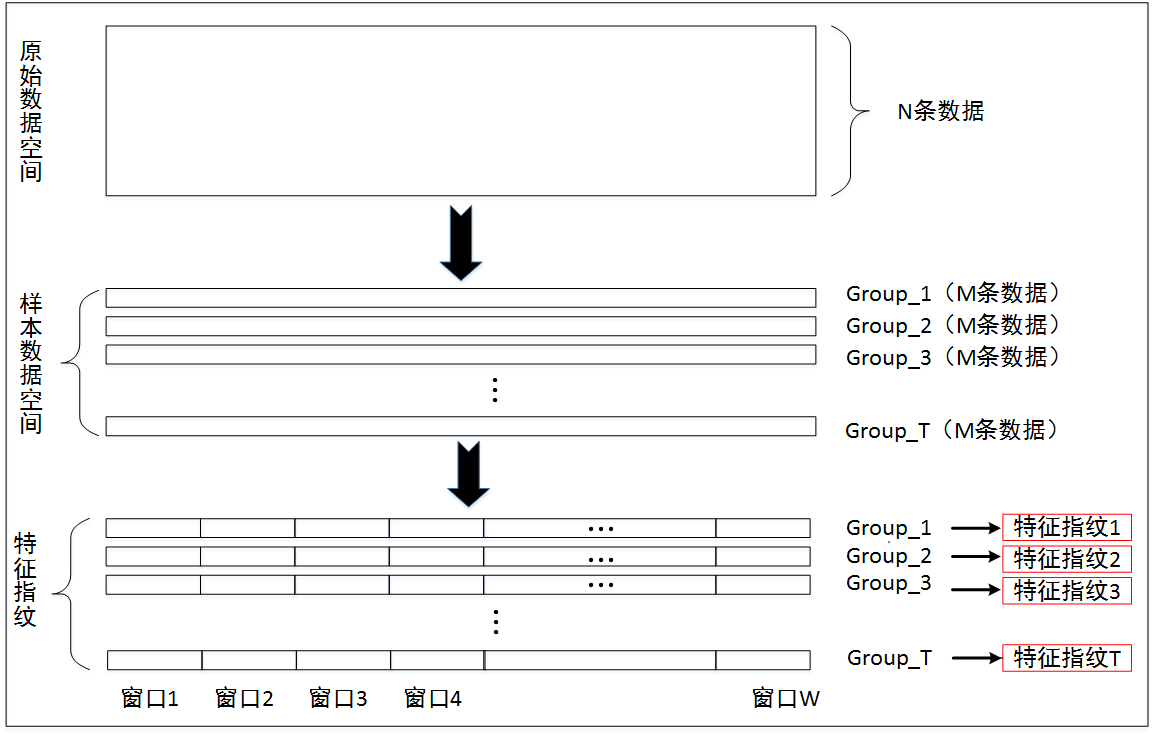 原始数据空间
N条数据
样本数据空间
Group_1（M条数据）
Group_2（M条数据）
Group_3（M条数据）
Group_T（M条数据）
特征指纹
Group_1
特征指纹1
Group_2
特征指纹2
Group_3
特征指纹3
Group_T
特征指纹T
窗口1
窗口2
窗口3
窗口4
窗口W